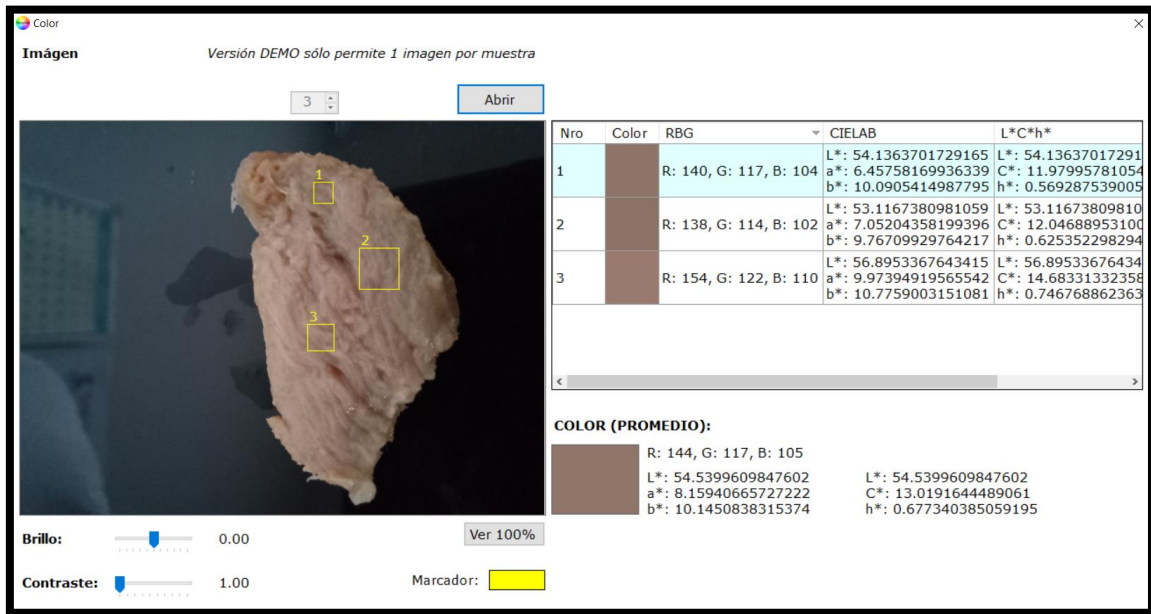 Color
Imágen
Versión DEMO sólo permite 1 imagen por muestra
3
Abrir
1
2
3
Nro Color RBG CIELAB L*C*h*
1
R: 140, G: 117, B: 104
L*: 54.1363701729165
a*: 6.45758169936339
b*: 10.0905414987795
L*: 54.13637017291
C*: 11.97995781054
h*: 0.569287539005
2
R: 138, G: 114, B: 102
L*: 53.1167380981059
a*: 7.05204358199396
b*: 9.76709929764217
L*: 53.11673809810
C*: 12.04688953100
h*: 0.625352298294
3
R: 154, G: 122, B: 110
L*: 56.8953367643415
a*: 9.97394919565542
b*: 10.7759003151081
L*: 56.89533676434
C*: 14.68331332358
h*: 0.746768862363
COLOR (PROMEDIO):
R: 144, G: 117, B: 105
L*: 54.5399609847602
a*: 8.15940665727222
b*: 10.1450838315374
L*: 54.5399609847602
C*: 13.0191644489061
h*: 0.677340385059195
Brillo: 0.00
Ver 100%
Contraste: 1.00
Marcador: